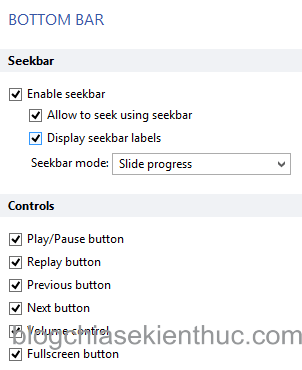 BOTTOM BAR
Seekbar
Enable seekbar
Allow to seek using seekbar
Display seekbar labels
Seekbar mode: Slide progress
Controls
Play/Pause button
Replay button
Previous button
Next button
Volume control
blogchiasekienthuc.com
Fullscreen button